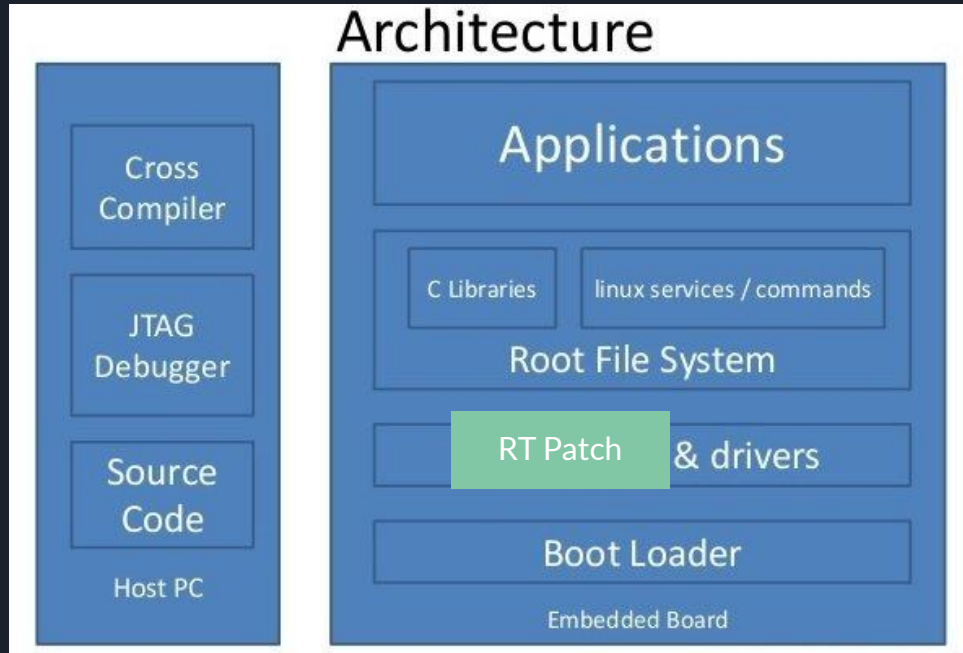 Architecture
Cross
Compiler
JTAG
Debugger
Source
Code
Host PC
Applications
C Libraries
linux services / commands
Root File System
RT Patch & drivers
Boot Loader
Embedded Board